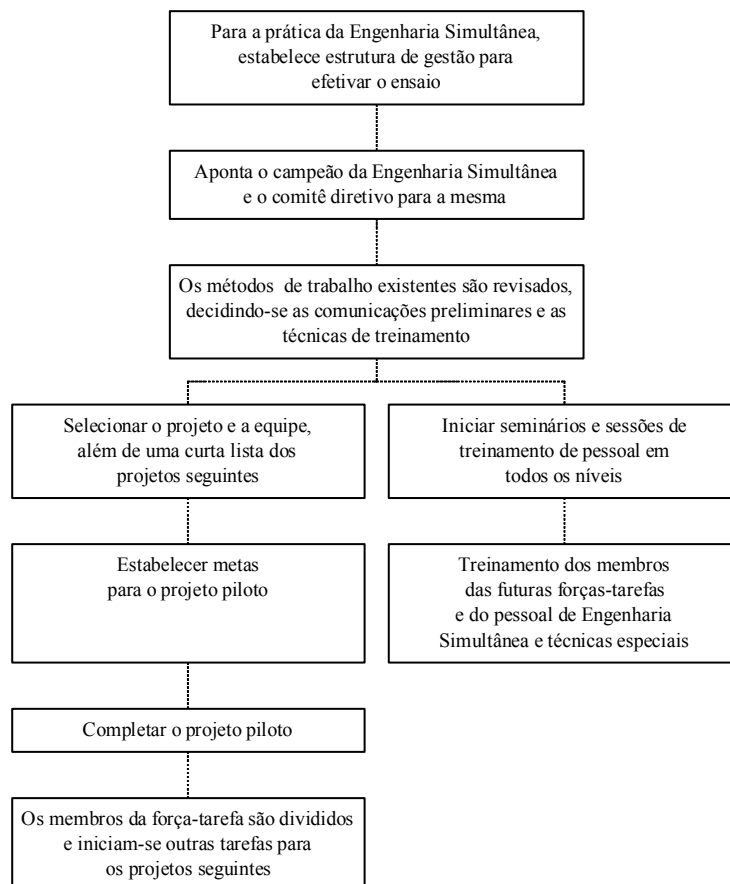 Para a prática da Engenharia Simultânea,
estabelece estrutura de gestão para
efetivar o ensaio
Aponta o campeão da Engenharia Simultânea
e o comitê diretivo para a mesma
Os métodos de trabalho existentes são revisados,
decidindo-se as comunicações preliminares e as
técnicas de treinamento
Selecionar o projeto e a equipe,
além de uma curta lista dos
projetos seguintes
Iniciar seminários e sessões de
treinamento de pessoal em
todos os níveis
Estabelecer metas
para o projeto piloto
Treinamento dos membros
das futuras forças-tarefas
e do pessoal de Engenharia
Simultânea e técnicas especiais
Completar o projeto piloto
Os membros da força-tarefa são divididos
e iniciam-se outras tarefas para
os projetos seguintes